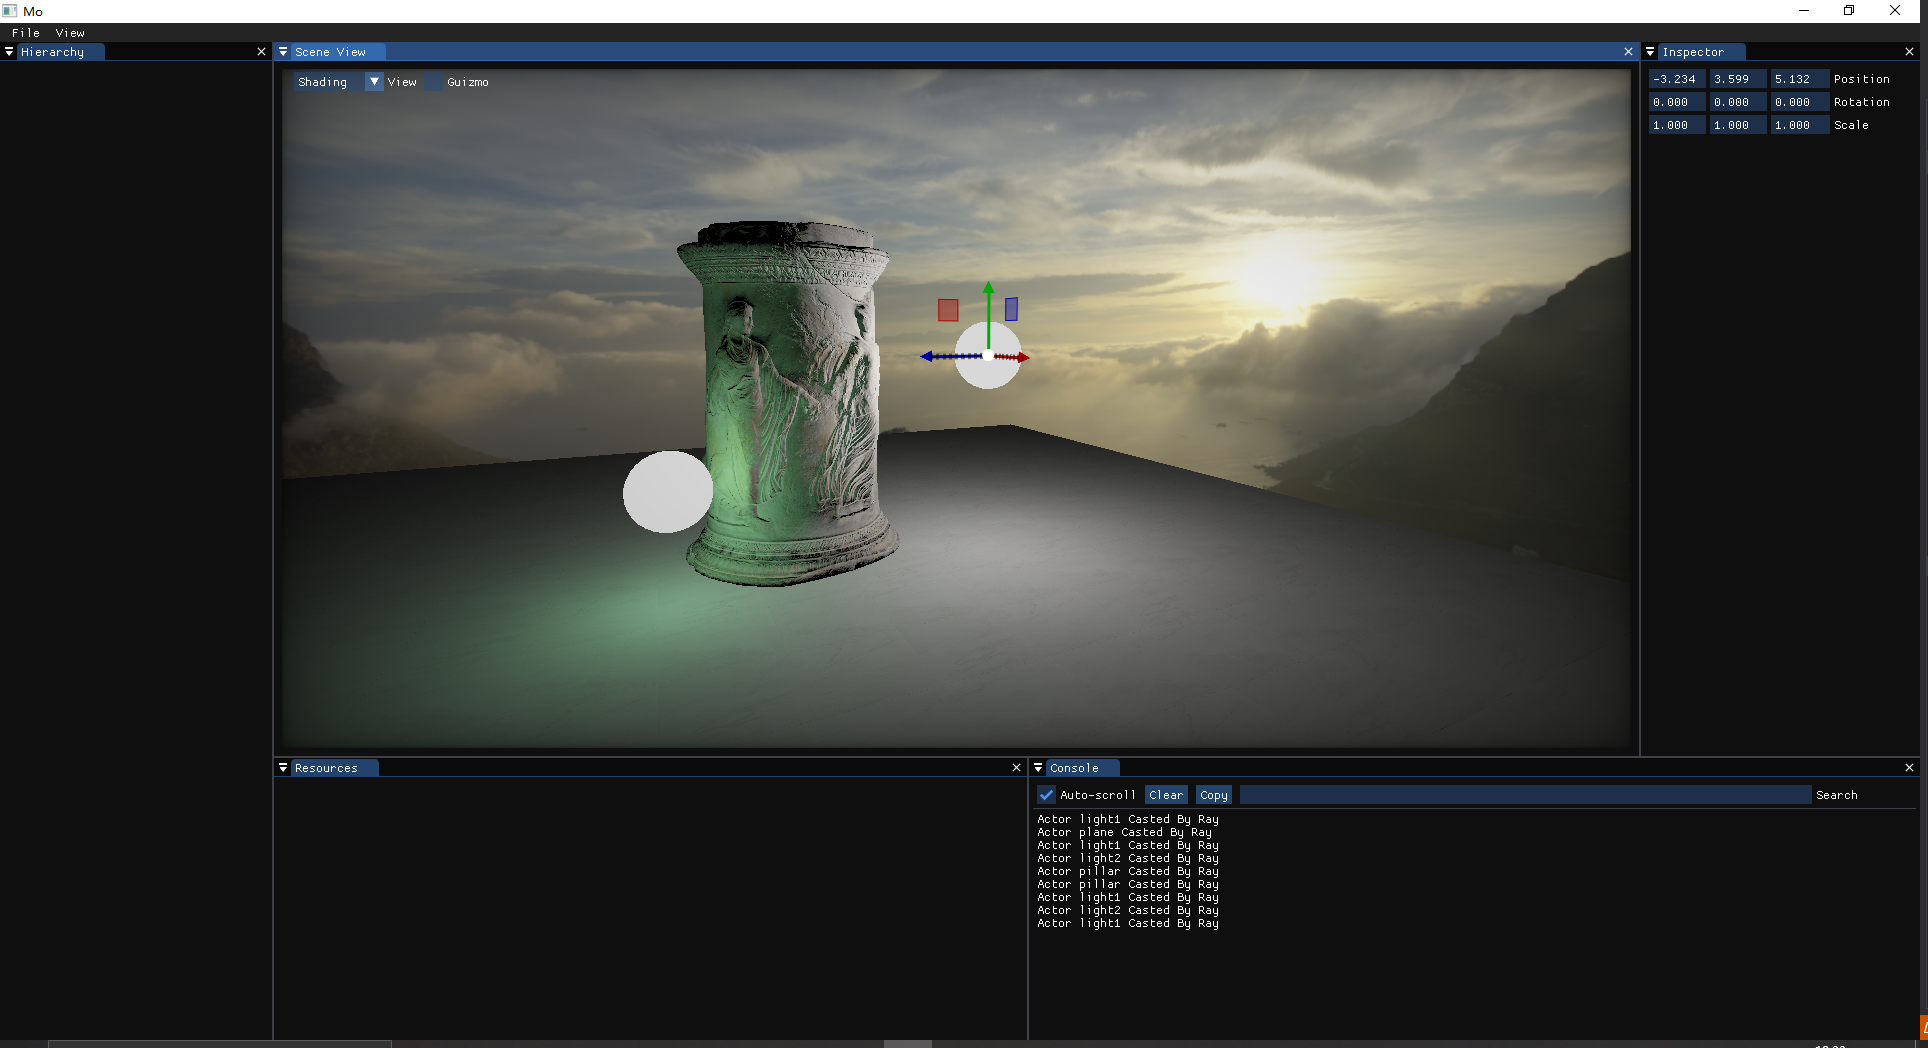 Mo
File View
Hierarchy
Scene View
Shading View Guizmo
Inspector
-3.234 3.599 5.132 Position
0.000 0.000 0.000 Rotation
1.000 1.000 1.000 Scale
Resources
Console
Auto-scroll Clear Copy Search
Actor light1 Casted By Ray
Actor plane Casted By Ray
Actor light1 Casted By Ray
Actor light2 Casted By Ray
Actor pillar Casted By Ray
Actor pillar Casted By Ray
Actor light1 Casted By Ray
Actor light2 Casted By Ray
Actor light1 Casted By Ray